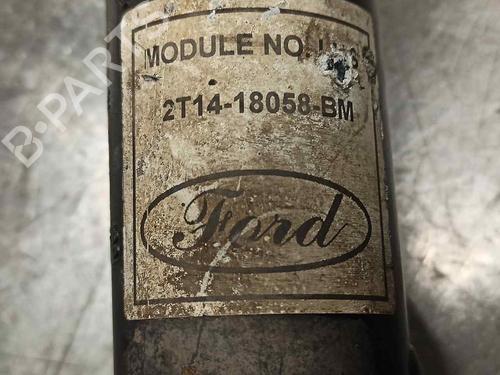 B-PARTS
MODULE NO.
2T14-18058-BM
Ford